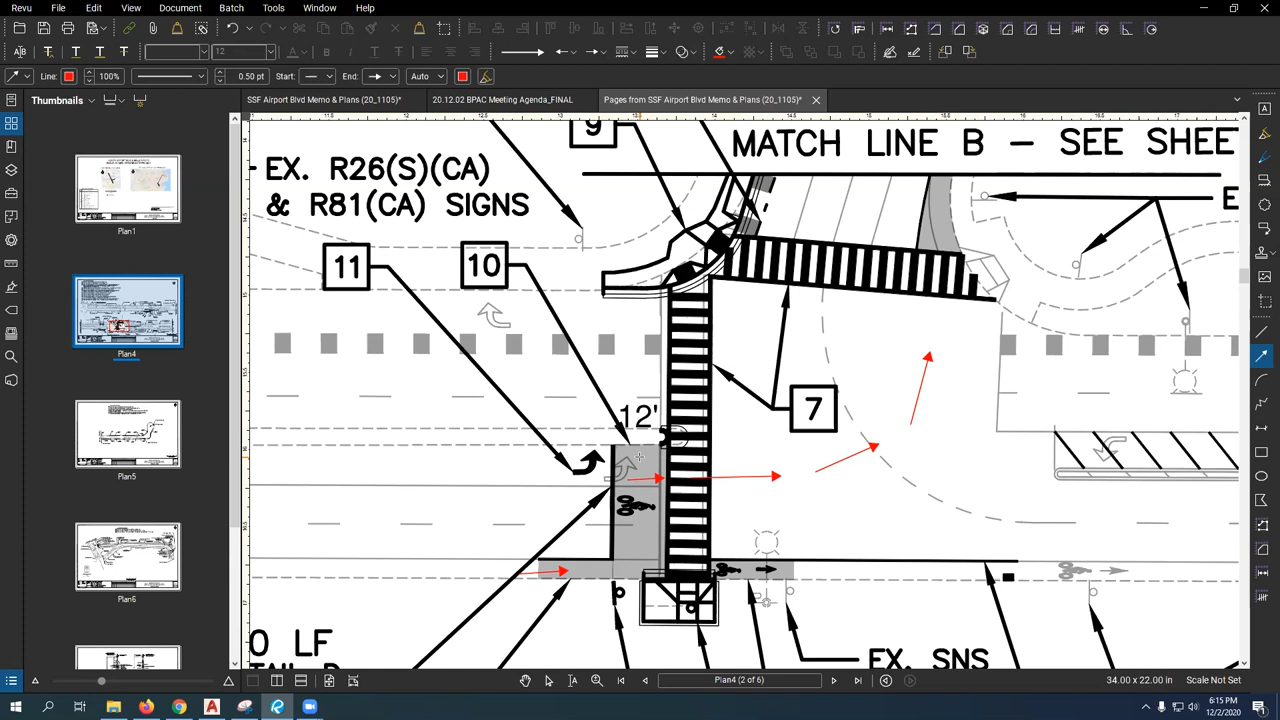 Revu File Edit View Document Batch Tools Window Help
12
Line: 100% 0.50 pt Start: End: Auto
Thumbnails
SSF Airport Blvd Memo & Plans (20_1105)* 20.12.02 BPAC Meeting Agenda_FINAL Pages from SSF Airport Blvd Memo & Plans (20_1105)*
Plan1
Plan4
Plan5
Plan6
9
MATCH LINE B - SEE SHEE
- EX. R26(S)(CA)
& R81(CA) SIGNS
E
11
10
12'
7
0 LF
EX. SNS
Plan4 (2 of 6)
34.00 x 22.00 in
Scale Not Set
6:15 PM
12/2/2020